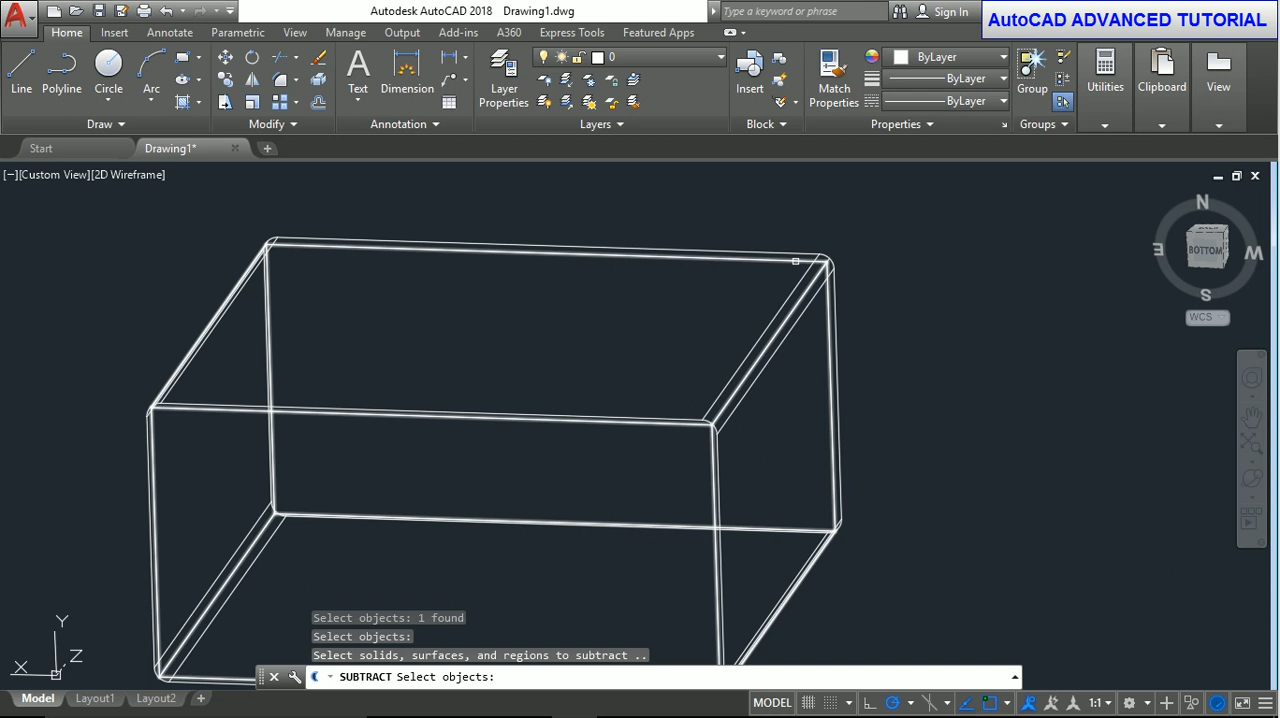 Autodesk AutoCAD 2018 Drawing1.dwg
Type a keyword or phrase
Sign In
AutoCAD ADVANCED TUTORIAL
Home Insert Annotate Parametric View Manage Output Add-ins A360 Express Tools Featured Apps
Line Polyline Circle Arc
Text Dimension
Layer Properties
0
Insert
Match Properties
ByLayer
ByLayer
ByLayer
Group
Utilities
Clipboard
View
Draw Modify Annotation Layers Block Properties Groups
Start Drawing1*
[−][Custom View][2D Wireframe]
N
E BOTTOM W
S
WCS
Y
X Z
Select objects: 1 found
Select objects:
Select solids, surfaces, and regions to subtract ..
SUBTRACT Select objects:
Model Layout1 Layout2
MODEL 1:1